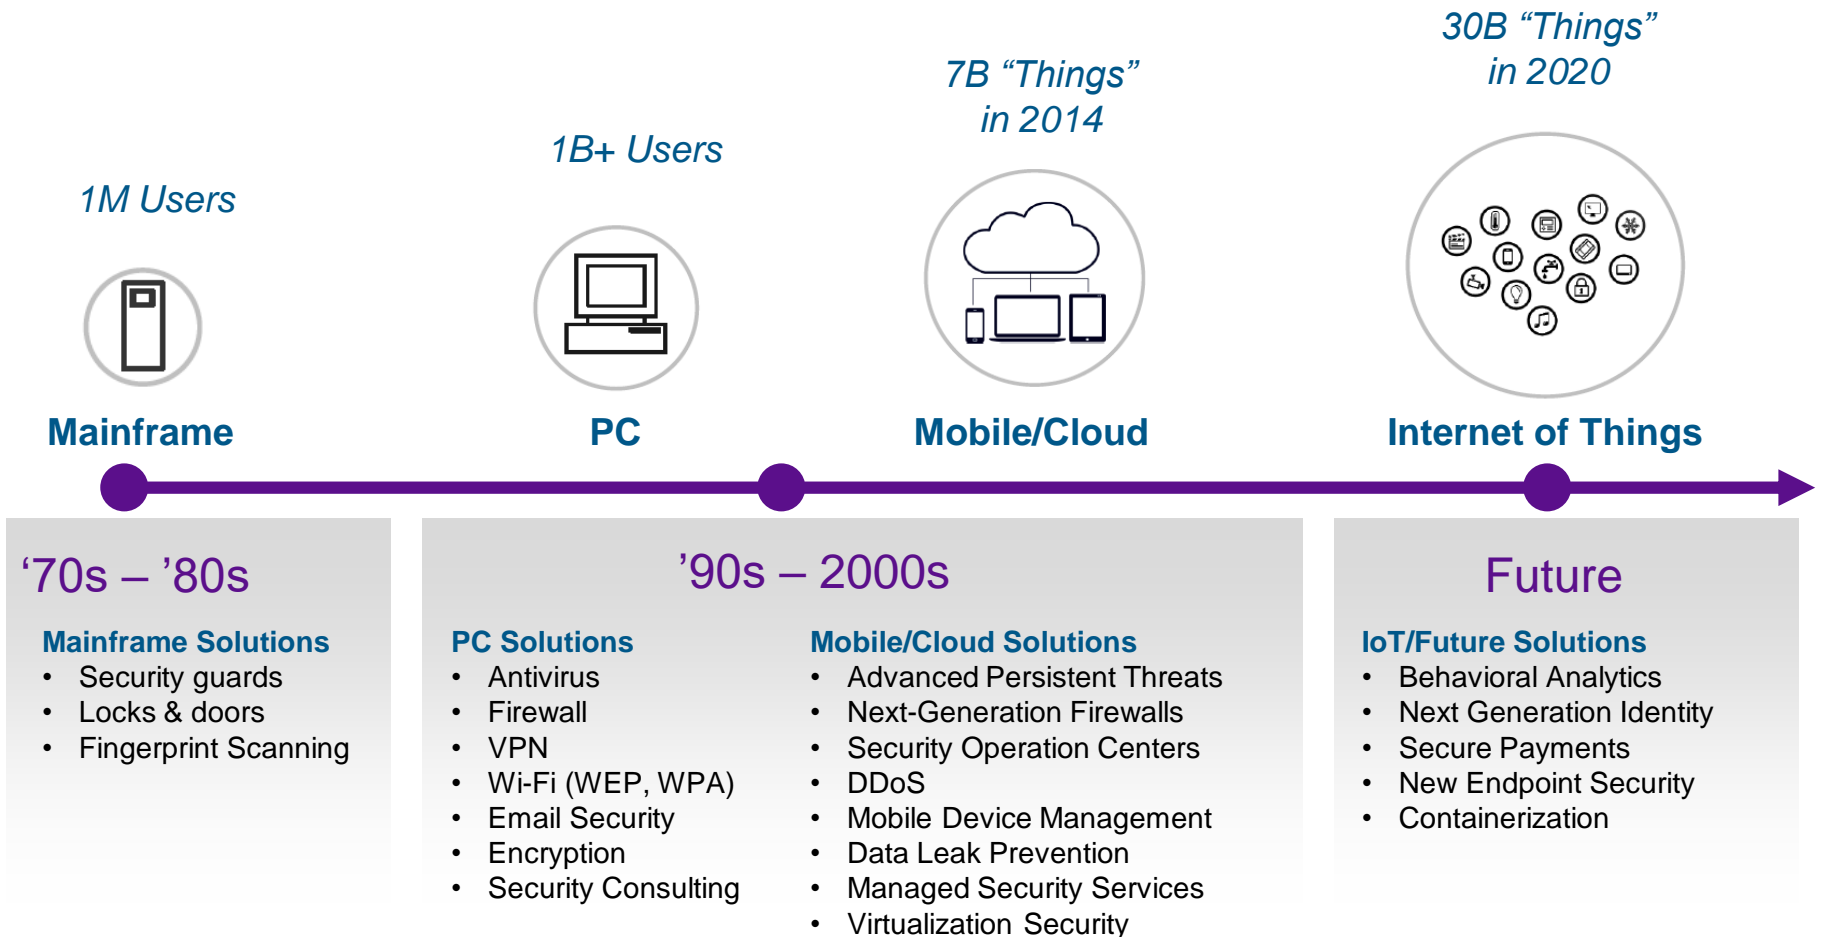 1M Users
1B+ Users
7B “Things”
in 2014
30B “Things”
in 2020
Mainframe
PC
Mobile/Cloud
Internet of Things
‘70s – ’80s
Mainframe Solutions
• Security guards
• Locks & doors
• Fingerprint Scanning
’90s – 2000s
PC Solutions
• Antivirus
• Firewall
• VPN
• Wi-Fi (WEP, WPA)
• Email Security
• Encryption
• Security Consulting
Mobile/Cloud Solutions
• Advanced Persistent Threats
• Next-Generation Firewalls
• Security Operation Centers
• DDoS
• Mobile Device Management
• Data Leak Prevention
• Managed Security Services
• Virtualization Security
Future
IoT/Future Solutions
• Behavioral Analytics
• Next Generation Identity
• Secure Payments
• New Endpoint Security
• Containerization